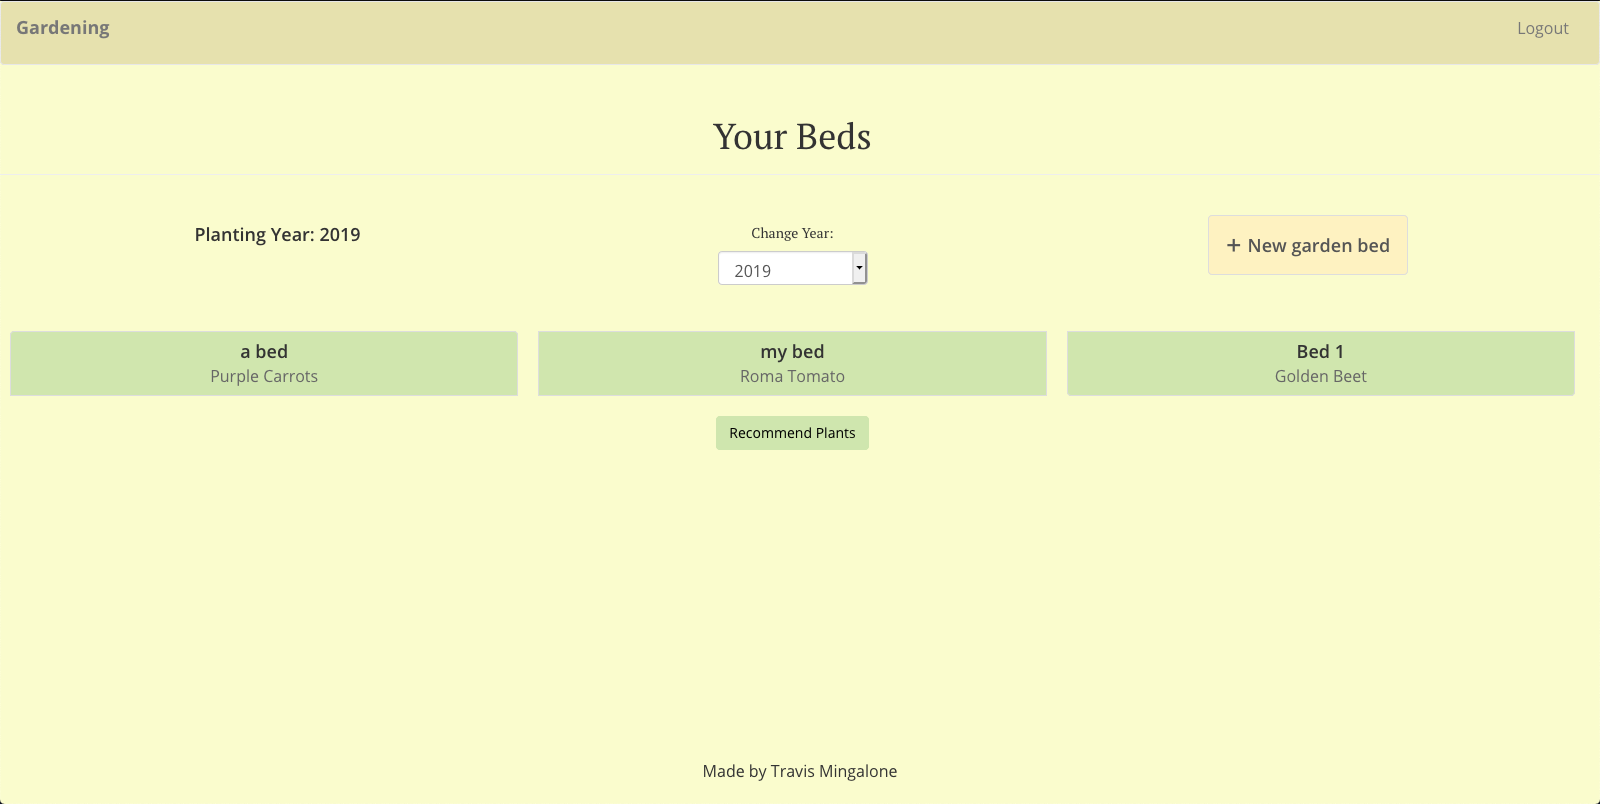 Gardening
Logout
Your Beds
Planting Year: 2019
Change Year:
2019
+ New garden bed
a bed
Purple Carrots
my bed
Roma Tomato
Bed 1
Golden Beet
Recommend Plants
Made by Travis Mingalone